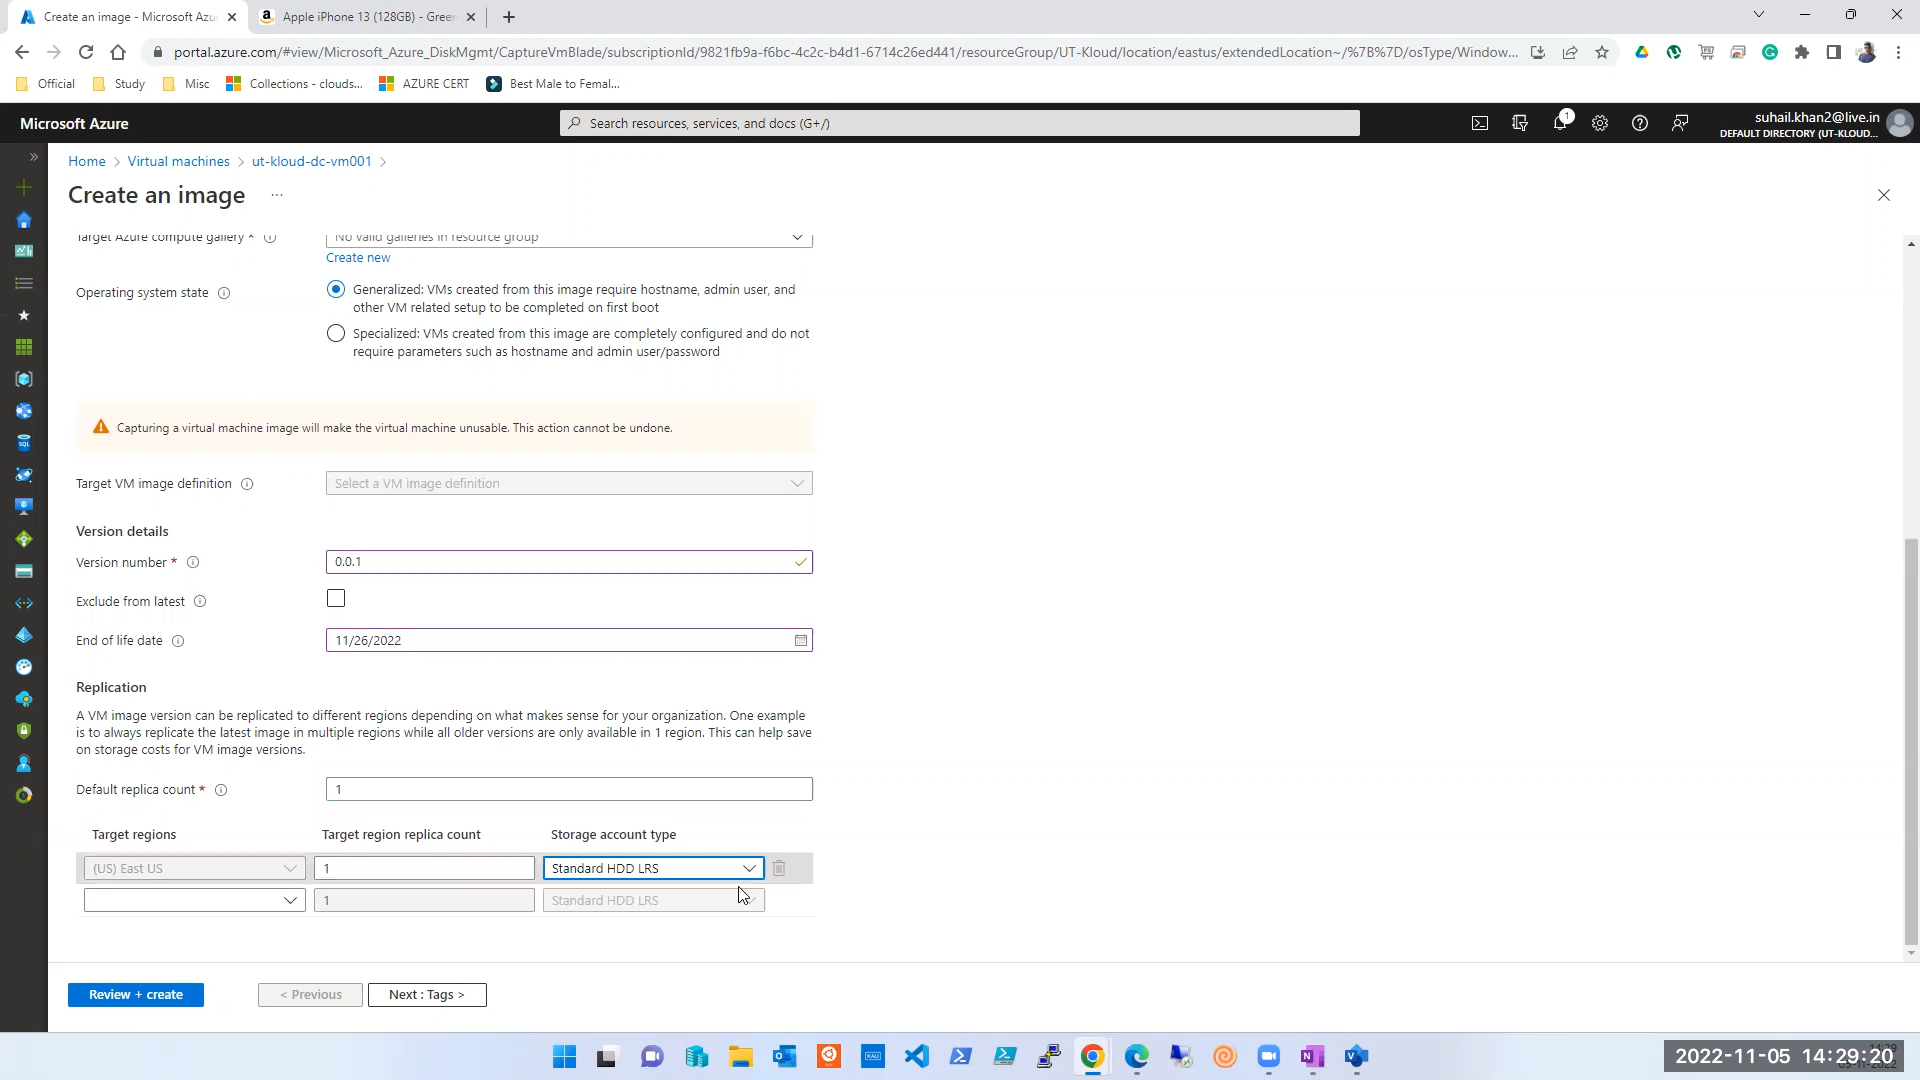 Create an image - Microsoft Azu
Apple iPhone 13 (128GB) - Green
portal.azure.com/#view/Microsoft_Azure_DiskMgmt/CaptureVmBlade/subscriptionId/9821fb9a-f6bc-4c2c-b4d1-6714c26ed441/resourceGroup/UT-Kloud/location/eastus/extendedLocation~/%7B%7D/osType/Window...
Official
Study
Misc
Collections - clouds...
AZURE CERT
Best Male to Femal...
Microsoft Azure
Search resources, services, and docs (G+/)
1
suhail.khan2@live.in
DEFAULT DIRECTORY (UT-KLOUD...
Home > Virtual machines > ut-kloud-dc-vm001 >
Create an image ...
Target Azure compute gallery *
No valid galleries in resource group
Create new
Operating system state
Generalized: VMs created from this image require hostname, admin user, and
other VM related setup to be completed on first boot
Specialized: VMs created from this image are completely configured and do not
require parameters such as hostname and admin user/password
Capturing a virtual machine image will make the virtual machine unusable. This action cannot be undone.
Target VM image definition
Select a VM image definition
Version details
Version number *
0.0.1
Exclude from latest
End of life date
11/26/2022
Replication
A VM image version can be replicated to different regions depending on what makes sense for your organization. One example
is to always replicate the latest image in multiple regions while all older versions are only available in 1 region. This can help save
on storage costs for VM image versions.
Default replica count *
1
Target regions
Target region replica count
Storage account type
(US) East US
1
Standard HDD LRS
1
Standard HDD LRS
Review + create
< Previous
Next : Tags >
2022-11-05 14:29:20